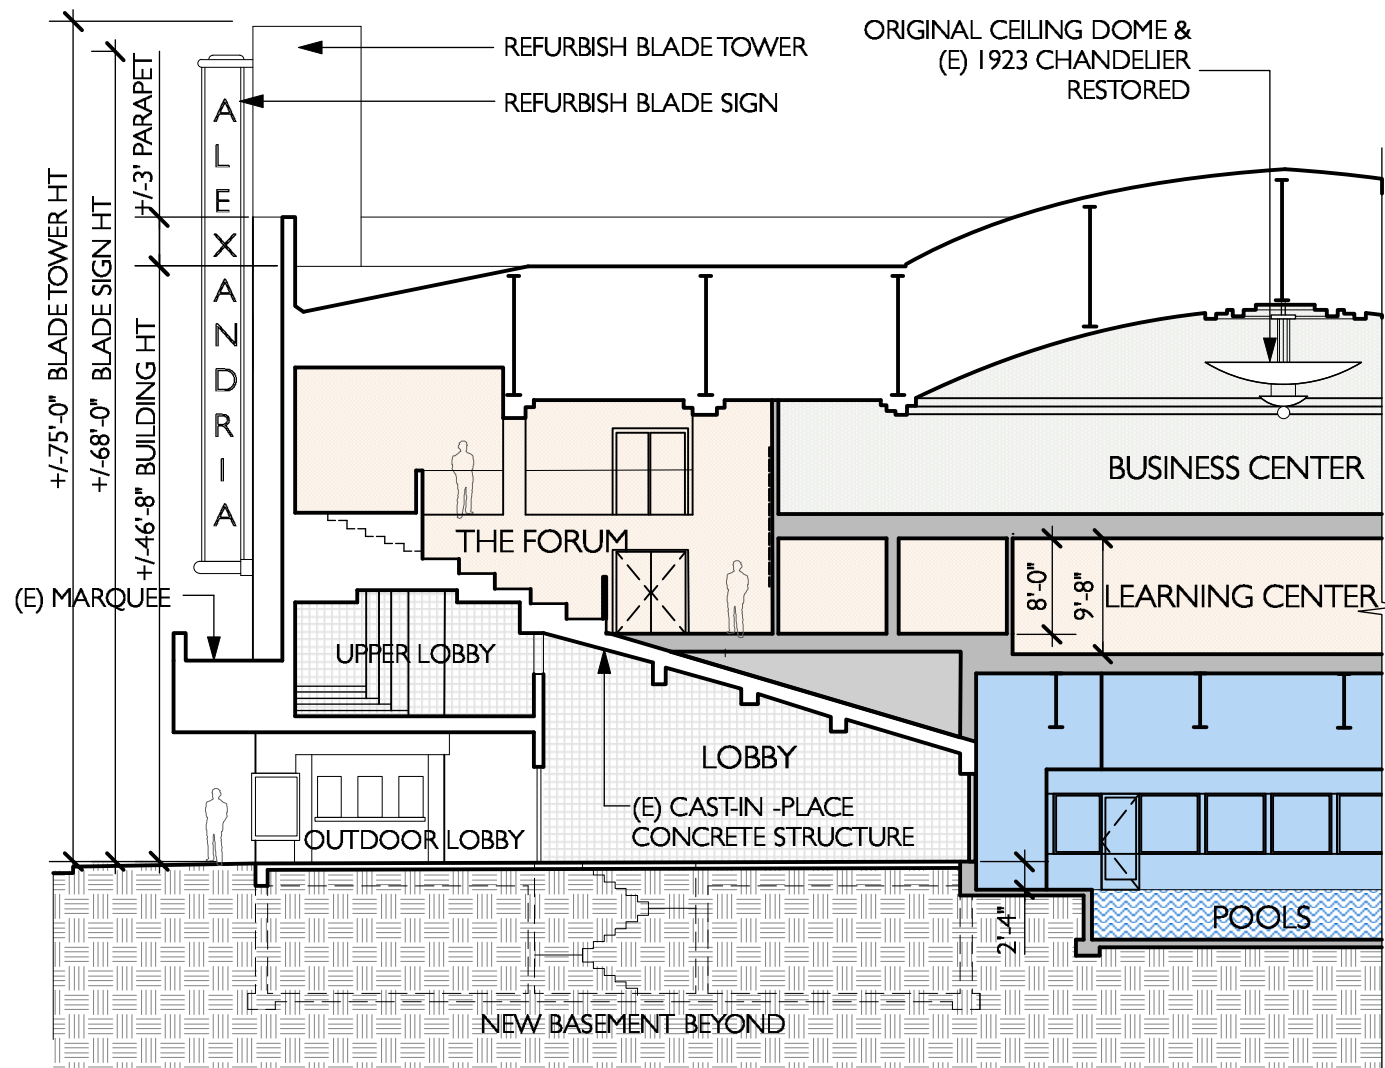 REFURBISH BLADE TOWER
REFURBISH BLADE SIGN
ORIGINAL CEILING DOME &
(E) 1923 CHANDELIER
RESTORED
+/-75'-0" BLADE TOWER HT
+/-68'-0" BLADE SIGN HT
+/-3' PARAPET
+/-46'-8" BUILDING HT
ALEXANDRIA
BUSINESS CENTER
THE FORUM
8'-0"
9'-8"
LEARNING CENTER
(E) MARQUEE
UPPER LOBBY
LOBBY
(E) CAST-IN -PLACE
CONCRETE STRUCTURE
OUTDOOR LOBBY
2'-4"
POOLS
NEW BASEMENT BEYOND